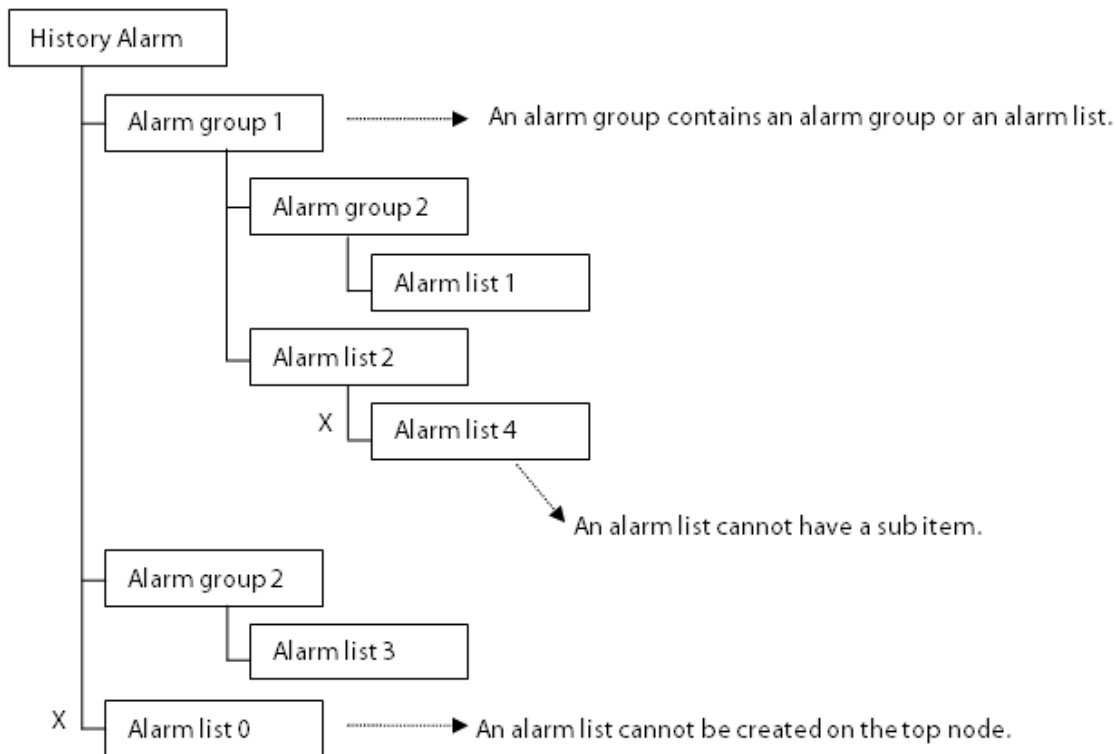 History Alarm
Alarm group 1
An alarm group contains an alarm group or an alarm list.
Alarm group 2
Alarm list 1
Alarm list 2
X
Alarm list 4
An alarm list cannot have a sub item.
Alarm group 2
Alarm list 3
X
Alarm list 0
An alarm list cannot be created on the top node.